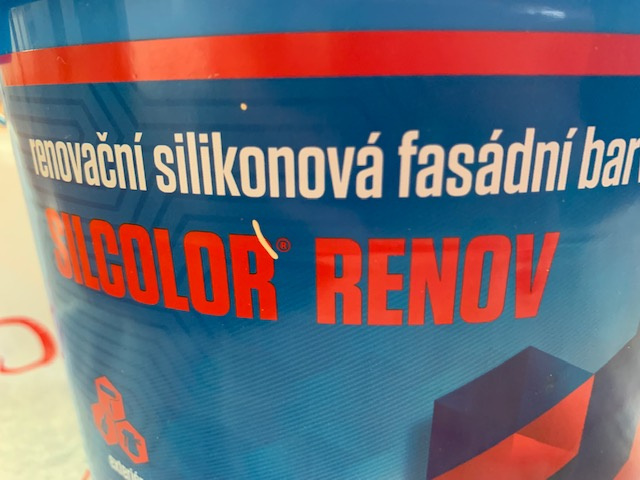 renovační silikonová fasádní bar
SILCOLOR® RENOV